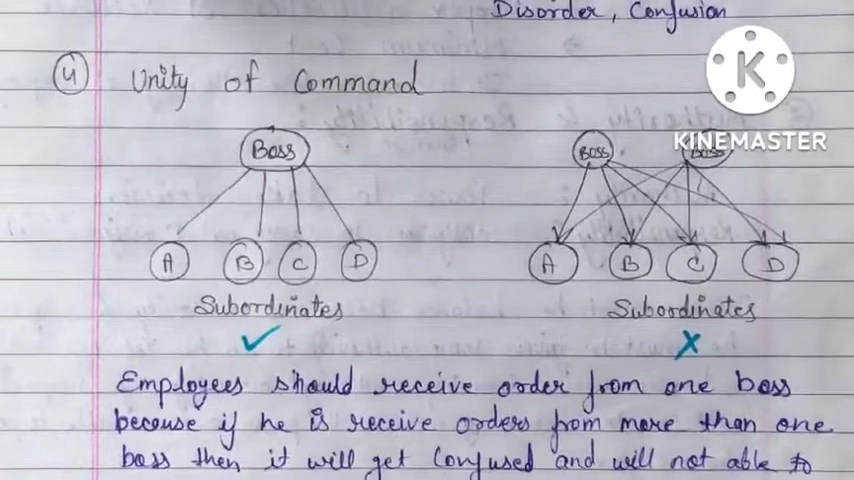 Disorder, Confusion
4 Unity of Command
K
KINEMASTER
Boss Boss Boss
A B C D A B C D
Subordinates Subordinates
Employees should receive order from one boss
because if he is receive orders from more than one
boss then it will get confused and will not able to